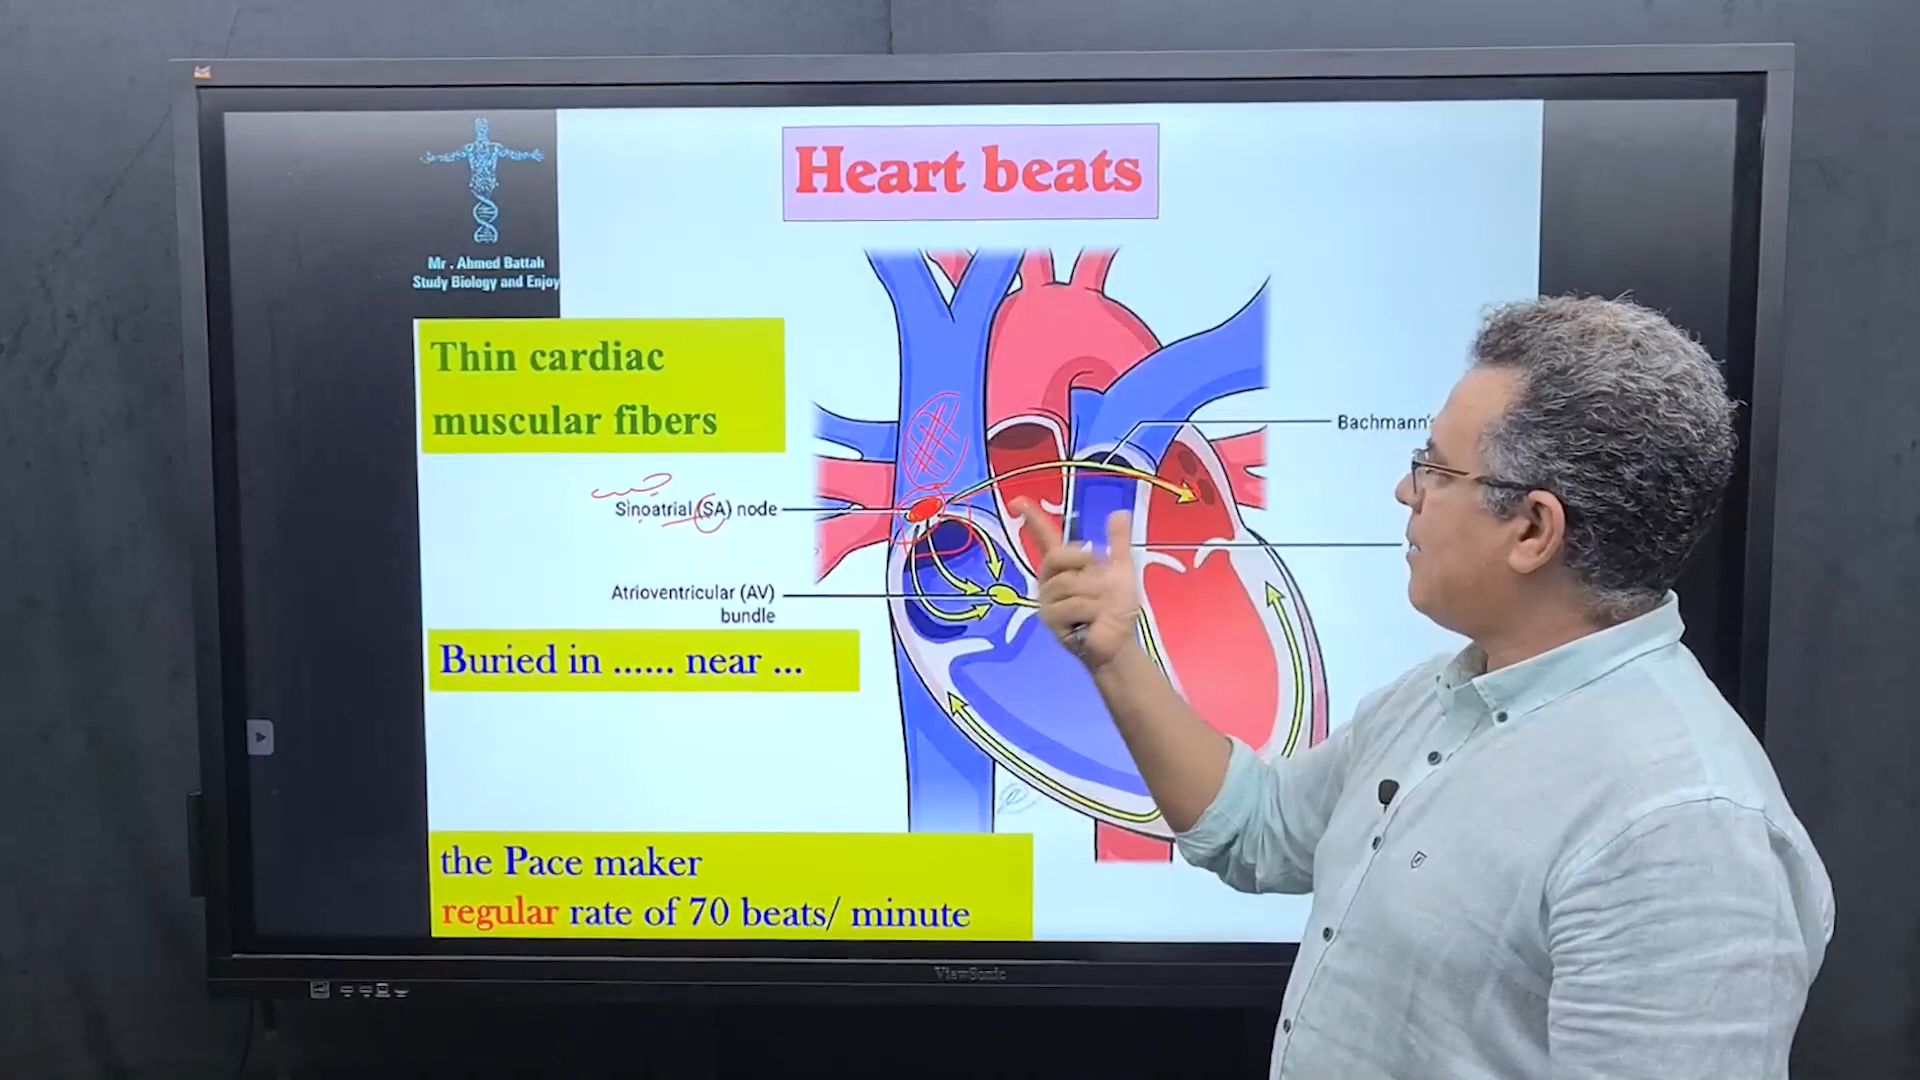 Heart beats
Mr . Ahmed Battah
Study Biology and Enjoy
Thin cardiac
muscular fibers
Bachmann's
Sinoatrial (SA) node
Atrioventricular (AV)
bundle
Buried in ...... near ...
the Pace maker
regular rate of 70 beats/ minute
ViewSonic